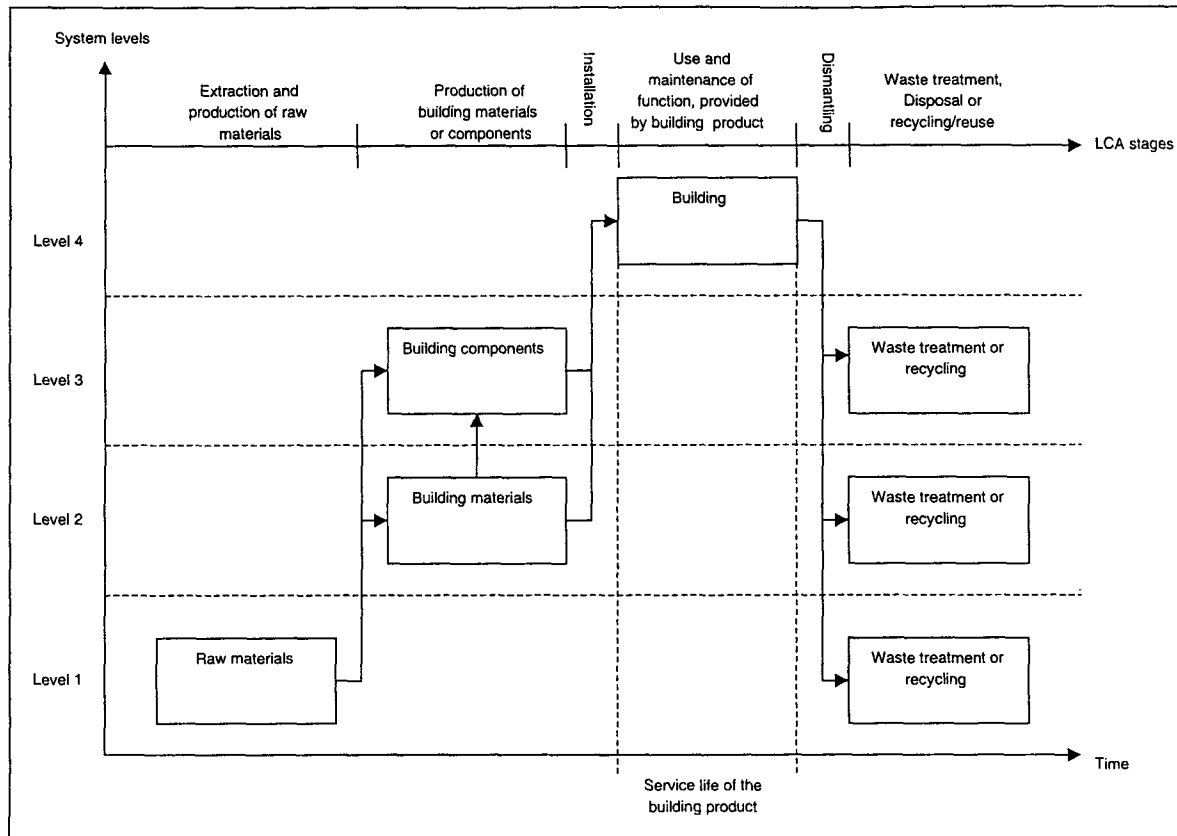 System levels
Extraction and
production of raw
materials
Production of
building materials
or components
Installation
Use and
maintenance of
function, provided
by building product
Dismantling
Waste treatment,
Disposal or
recycling/reuse
LCA stages
Level 4
Building
Level 3
Building components
Waste treatment or
recycling
Level 2
Building materials
Waste treatment or
recycling
Level 1
Raw materials
Waste treatment or
recycling
Time
Service life of the
building product